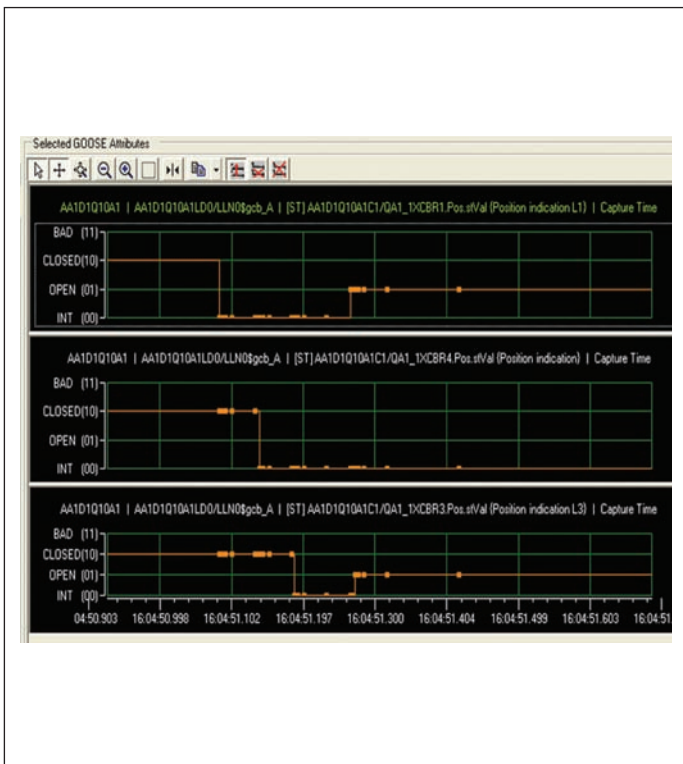 Selected GOOSE Attributes
AA1D1Q10A1 | AA1D1Q10A1LD0/LLN0$gcb_A | [ST] AA1D1Q10A1C1/QA1_1XCBR1.Pos.stVal (Position indication L1) | Capture Time
BAD (11)
CLOSED(10)
OPEN (01)
INT (00)
AA1D1Q10A1 | AA1D1Q10A1LD0/LLN0$gcb_A | [ST] AA1D1Q10A1C1/QA1_1XCBR4.Pos.stVal (Position indication) | Capture Time
BAD (11)
CLOSED(10)
OPEN (01)
INT (00)
AA1D1Q10A1 | AA1D1Q10A1LD0/LLN0$gcb_A | [ST] AA1D1Q10A1C1/QA1_1XCBR3.Pos.stVal (Position indication L3) | Capture Time
BAD (11)
CLOSED(10)
OPEN (01)
INT (00)
04:50.903 16:04:50.998 16:04:51.102 16:04:51.197 16:04:51.300 16:04:51.404 16:04:51.499 16:04:51.603 16:04:51.